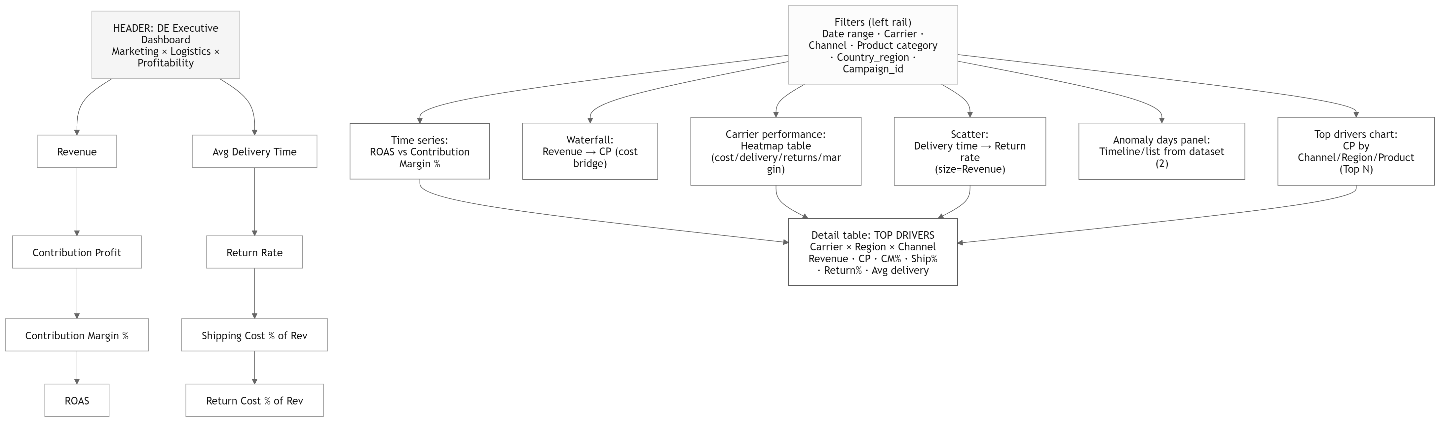 HEADER: DE Executive
Dashboard
Marketing × Logistics ×
Profitability
Revenue
Avg Delivery Time
Contribution Profit
Return Rate
Contribution Margin %
Shipping Cost % of Rev
ROAS
Return Cost % of Rev
Filters (left rail)
Date range · Carrier ·
Channel · Product category
· Country_region ·
Campaign_id
Time series:
ROAS vs Contribution
Margin %
Waterfall:
Revenue → CP (cost
bridge)
Carrier performance:
Heatmap table
(cost/delivery/returns/mar
gin)
Scatter:
Delivery time → Return
rate
(size=Revenue)
Anomaly days panel:
Timeline/list from dataset
(2)
Top drivers chart:
CP by
Channel/Region/Product
(Top N)
Detail table: TOP DRIVERS
Carrier × Region × Channel
Revenue · CP · CM% · Ship%
· Return% · Avg delivery